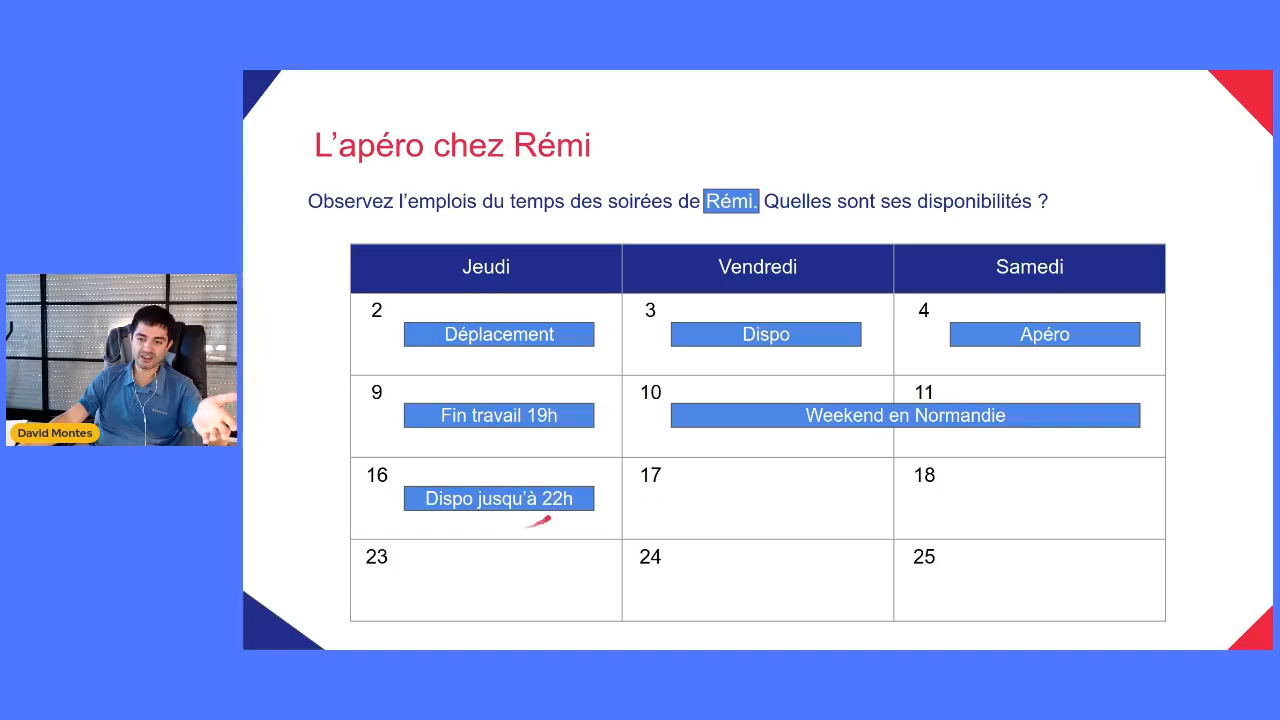 L'apéro chez Rémi
Observez l'emplois du temps des soirées de Rémi. Quelles sont ses disponibilités ?
Jeudi Vendredi Samedi
2 3 4
Déplacement Dispo Apéro
9 10 11
Fin travail 19h Weekend en Normandie
16 17 18
Dispo jusqu'à 22h
23 24 25
David Montes